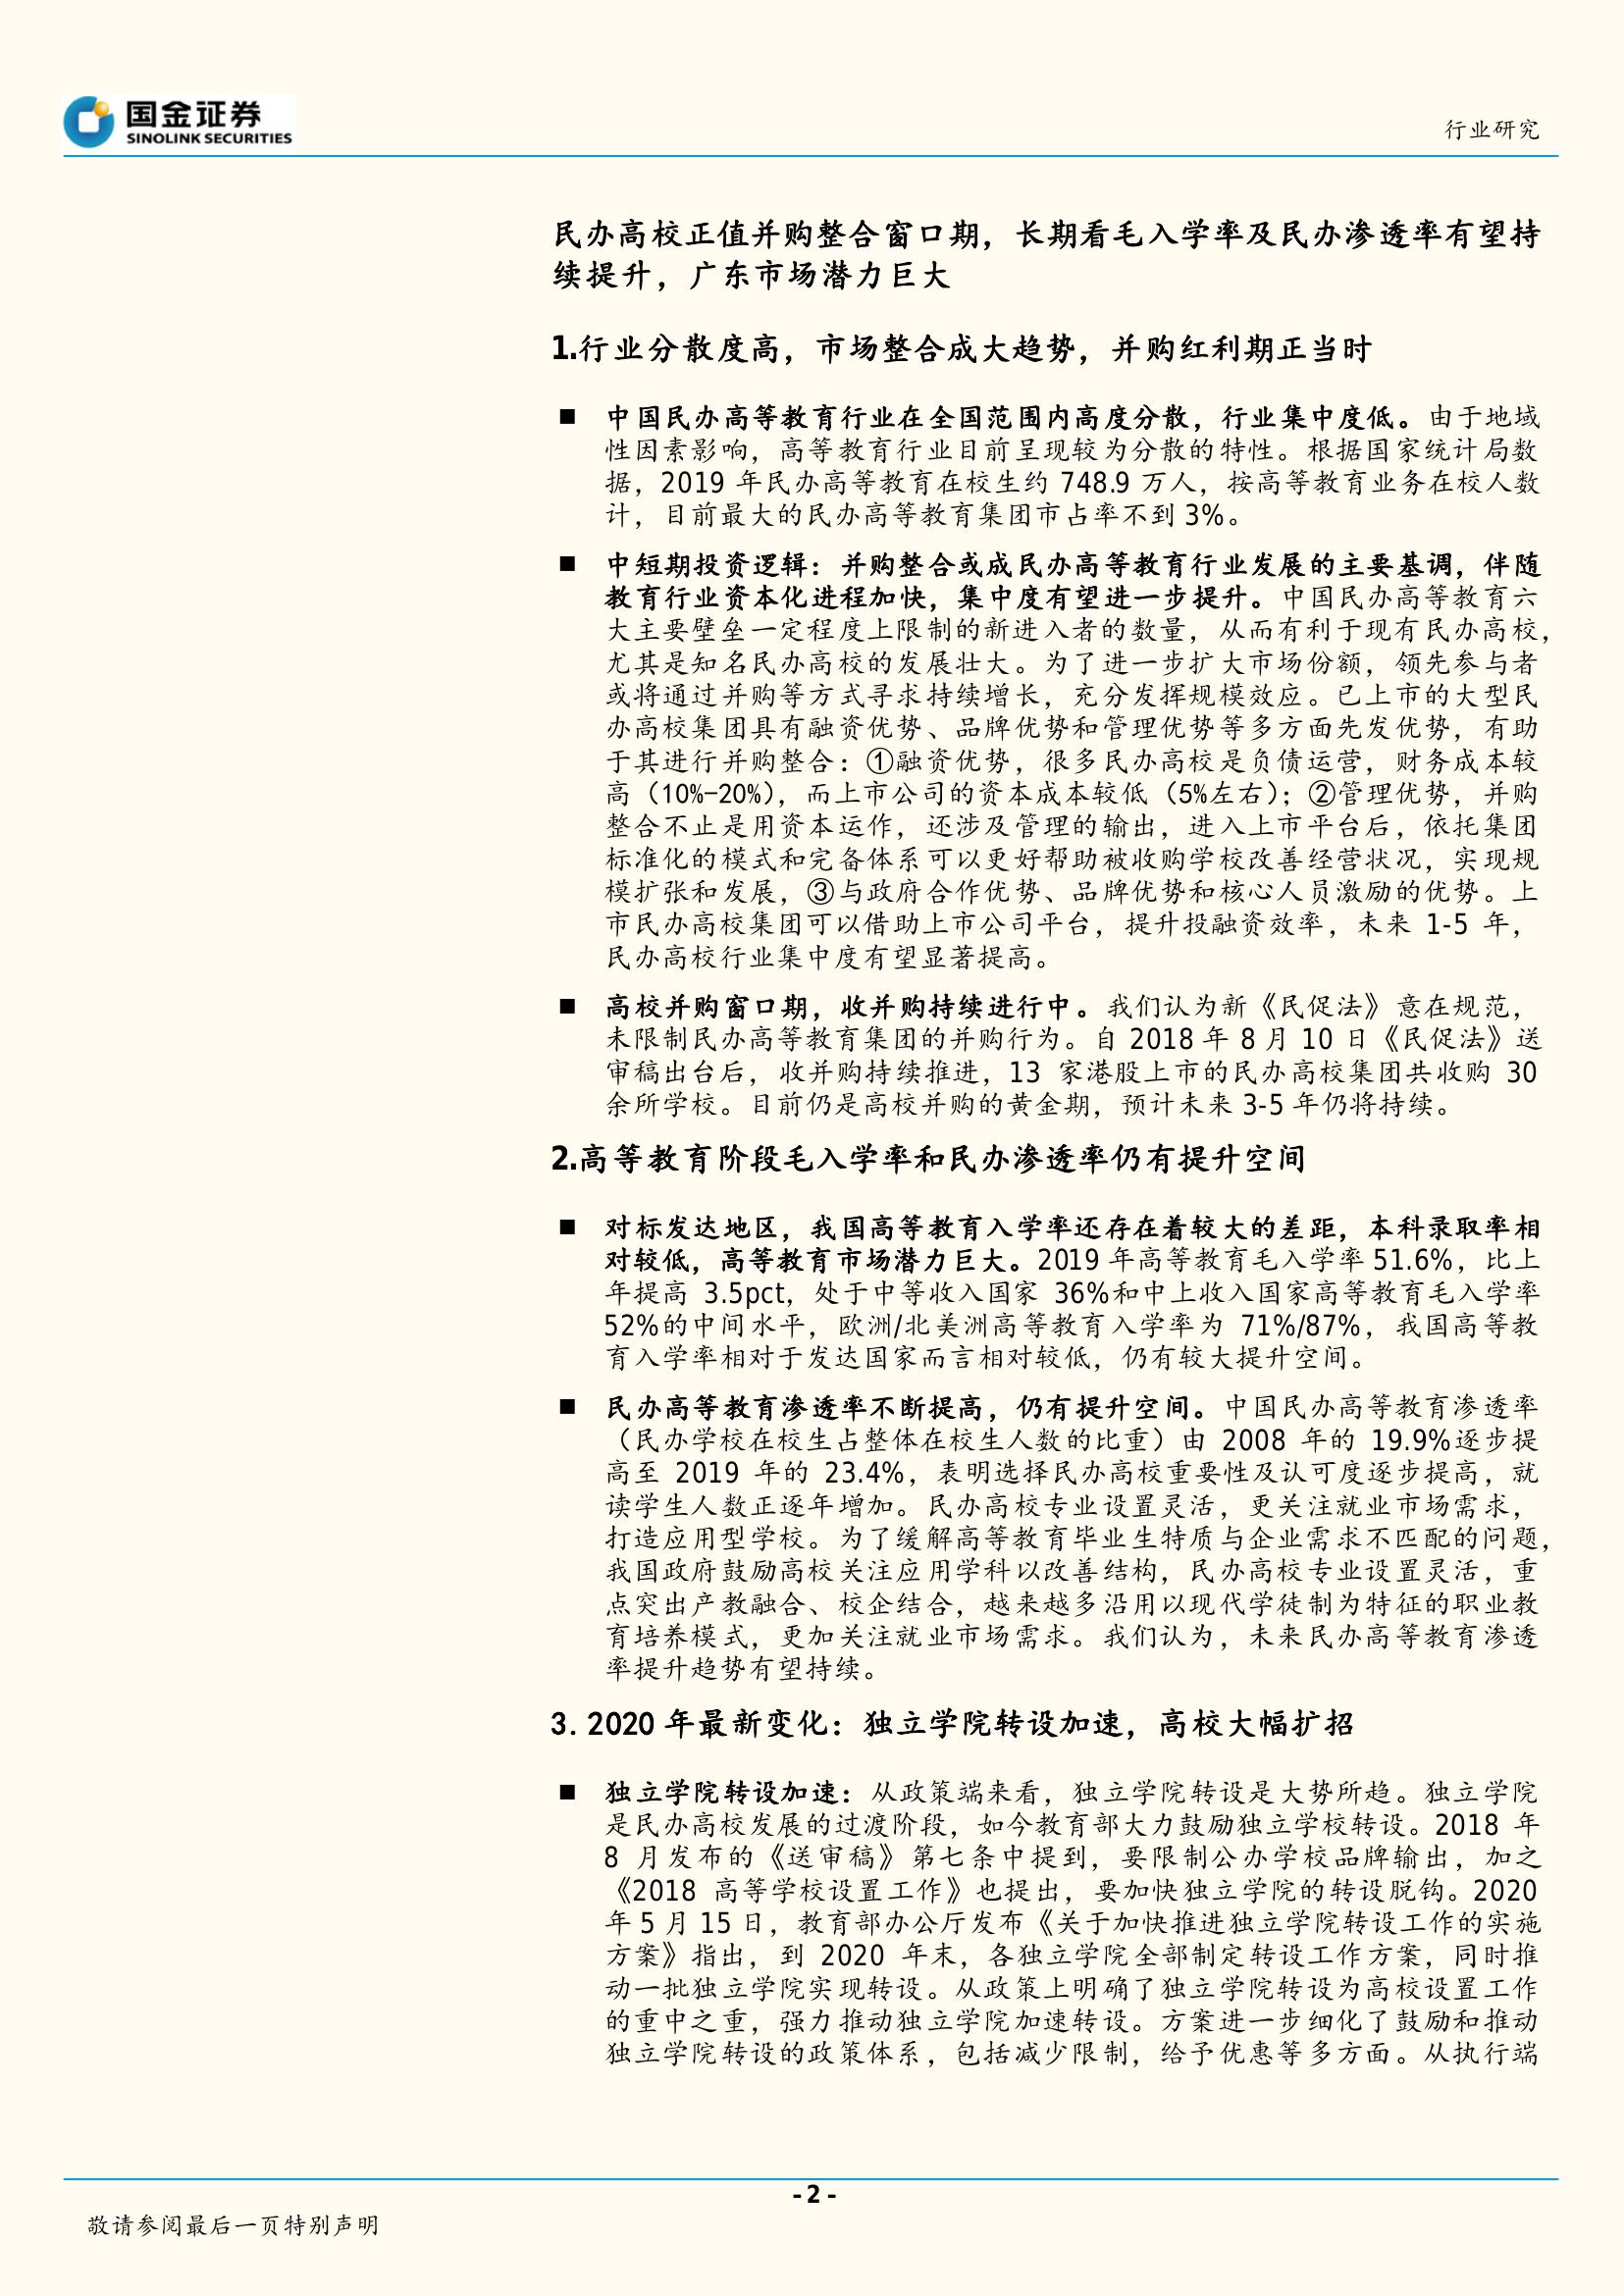 国金证券
SINOLINK SECURITIES
行业研究
民办高校正值并购整合窗口期，长期看毛入学率及民办渗透率有望持
续提升，广东市场潜力巨大
1.行业分散度高，市场整合成大趋势，并购红利期正当时
■ 中国民办高等教育行业在全国范围内高度分散，行业集中度低。由于地域
性因素影响，高等教育行业目前呈现较为分散的特性。根据国家统计局数
据，2019 年民办高等教育在校生约 748.9 万人，按高等教育业务在校人数
计，目前最大的民办高等教育集团市占率不到 3%。
■ 中短期投资逻辑：并购整合或成民办高等教育行业发展的主要基调，伴随
教育行业资本化进程加快，集中度有望进一步提升。中国民办高等教育六
大主要壁垒一定程度上限制的新进入者的数量，从而有利于现有民办高校，
尤其是知名民办高校的发展壮大。为了进一步扩大市场份额，领先参与者
或将通过并购等方式寻求持续增长，充分发挥规模效应。已上市的大型民
办高校集团具有融资优势、品牌优势和管理优势等多方面先发优势，有助
于其进行并购整合：①融资优势，很多民办高校是负债运营，财务成本较
高（10%-20%），而上市公司的资本成本较低（5%左右）；②管理优势，并购
整合不止是用资本运作，还涉及管理的输出，进入上市平台后，依托集团
标准化的模式和完备体系可以更好帮助被收购学校改善经营状况，实现规
模扩张和发展，③与政府合作优势、品牌优势和核心人员激励的优势。上
市民办高校集团可以借助上市公司平台，提升投融资效率，未来 1-5 年，
民办高校行业集中度有望显著提高。
■ 高校并购窗口期，收并购持续进行中。我们认为新《民促法》意在规范，
未限制民办高等教育集团的并购行为。自 2018 年 8 月 10 日《民促法》送
审稿出台后，收并购持续推进，13 家港股上市的民办高校集团共收购 30
余所学校。目前仍是高校并购的黄金期，预计未来 3-5 年仍将持续。
2.高等教育阶段毛入学率和民办渗透率仍有提升空间
■ 对标发达地区，我国高等教育入学率还存在着较大的差距，本科录取率相
对较低，高等教育市场潜力巨大。2019 年高等教育毛入学率 51.6%，比上
年提高 3.5pct，处于中等收入国家 36%和中上收入国家高等教育毛入学率
52%的中间水平，欧洲/北美洲高等教育入学率为 71%/87%，我国高等教
育入学率相对于发达国家而言相对较低，仍有较大提升空间。
■ 民办高等教育渗透率不断提高，仍有提升空间。中国民办高等教育渗透率
（民办学校在校生占整体在校生人数的比重）由 2008 年的 19.9%逐步提
高至 2019 年的 23.4%，表明选择民办高校重要性及认可度逐步提高，就
读学生人数正逐年增加。民办高校专业设置灵活，更关注就业市场需求，
打造应用型学校。为了缓解高等教育毕业生特质与企业需求不匹配的问题，
我国政府鼓励高校关注应用学科以改善结构，民办高校专业设置灵活，重
点突出产教融合、校企结合，越来越多沿用以现代学徒制为特征的职业教
育培养模式，更加关注就业市场需求。我们认为，未来民办高等教育渗透
率提升趋势有望持续。
3. 2020 年最新变化：独立学院转设加速，高校大幅扩招
■ 独立学院转设加速：从政策端来看，独立学院转设是大势所趋。独立学院
是民办高校发展的过渡阶段，如今教育部大力鼓励独立学校转设。2018 年
8 月发布的《送审稿》第七条中提到，要限制公办学校品牌输出，加之
《2018 高等学校设置工作》也提出，要加快独立学院的转设脱钩。2020
年 5 月 15 日，教育部办公厅发布《关于加快推进独立学院转设工作的实施
方案》指出，到 2020 年末，各独立学院全部制定转设工作方案，同时推
动一批独立学院实现转设。从政策上明确了独立学院转设为高校设置工作
的重中之重，强力推动独立学院加速转设。方案进一步细化了鼓励和推动
独立学院转设的政策体系，包括减少限制，给予优惠等多方面。从执行端
- 2 -
敬请参阅最后一页特别声明